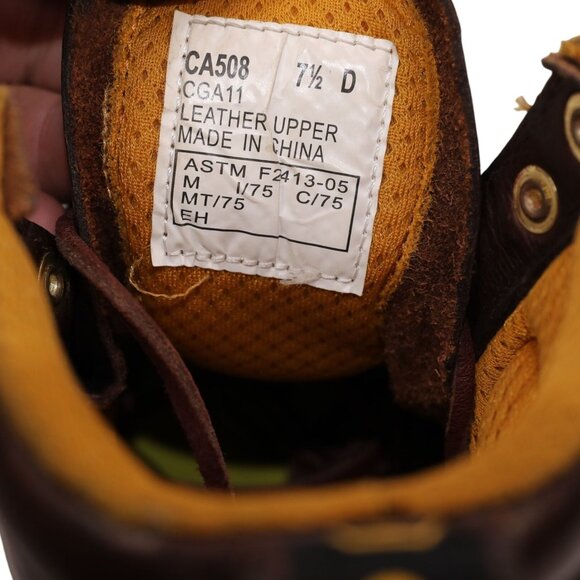 CA508 7½ D
CGA11
LEATHER UPPER
MADE IN CHINA
ASTM F2413-05
M I/75 C/75
MT/75
EH